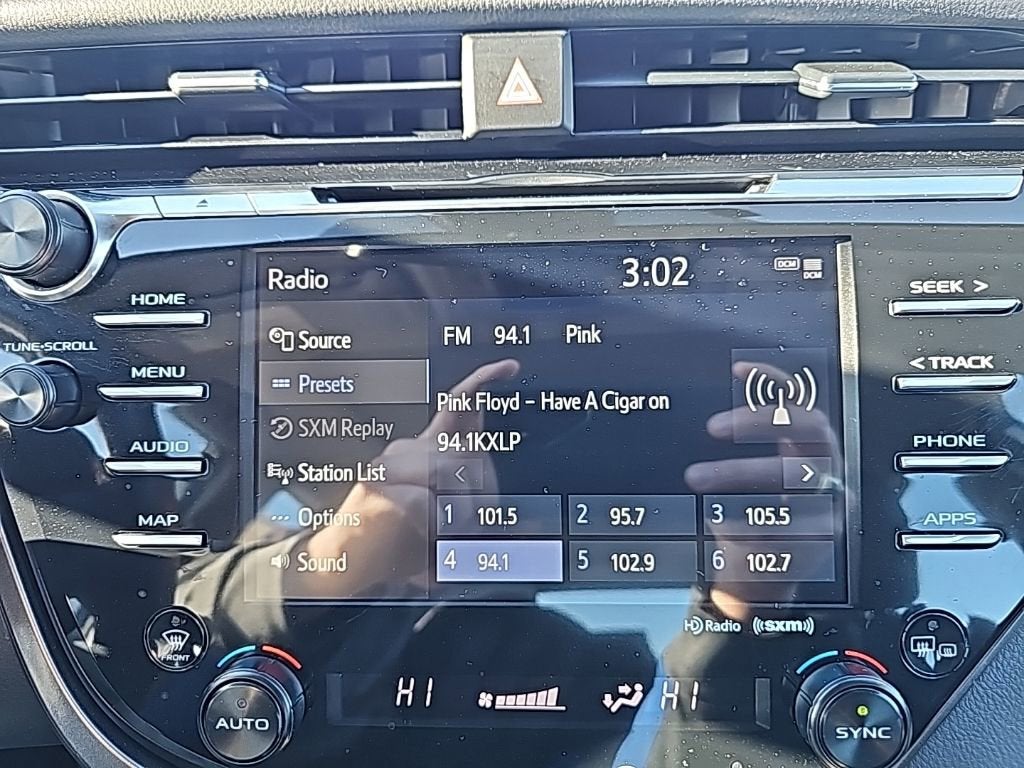 Radio
3:02
DCM
DCM
HOME
SEEK >
TUNE•SCROLL
Source
FM 94.1 Pink
MENU
Presets
< TRACK
Pink Floyd - Have A Cigar on
94.1KXLP
SXM Replay
AUDIO
PHONE
Station List
<
>
MAP
Options
1 101.5
2 95.7
3 105.5
APPS
Sound
4 94.1
5 102.9
6 102.7
HD Radio
((sxm))
FRONT
AUTO
HI
HI
SYNC